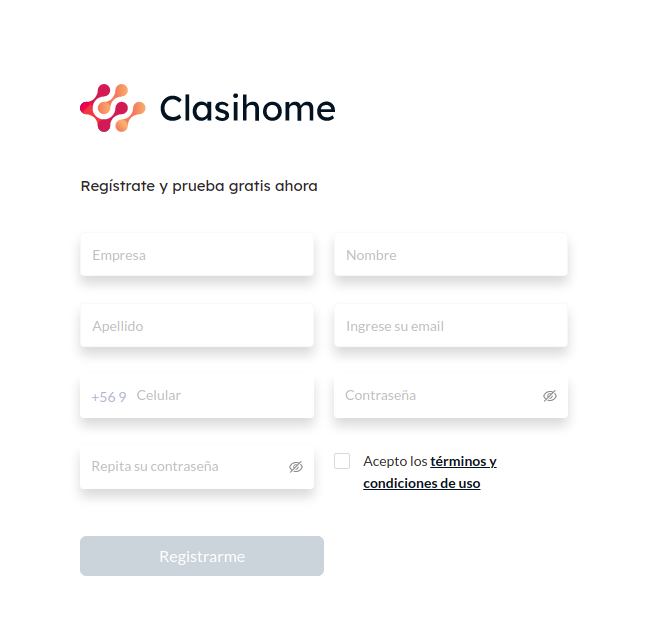 Clasihome
Regístrate y prueba gratis ahora
Empresa
Nombre
Apellido
Ingrese su email
+56 9 Celular
Contraseña
Repita su contraseña
Acepto los términos y
condiciones de uso
Registrarme